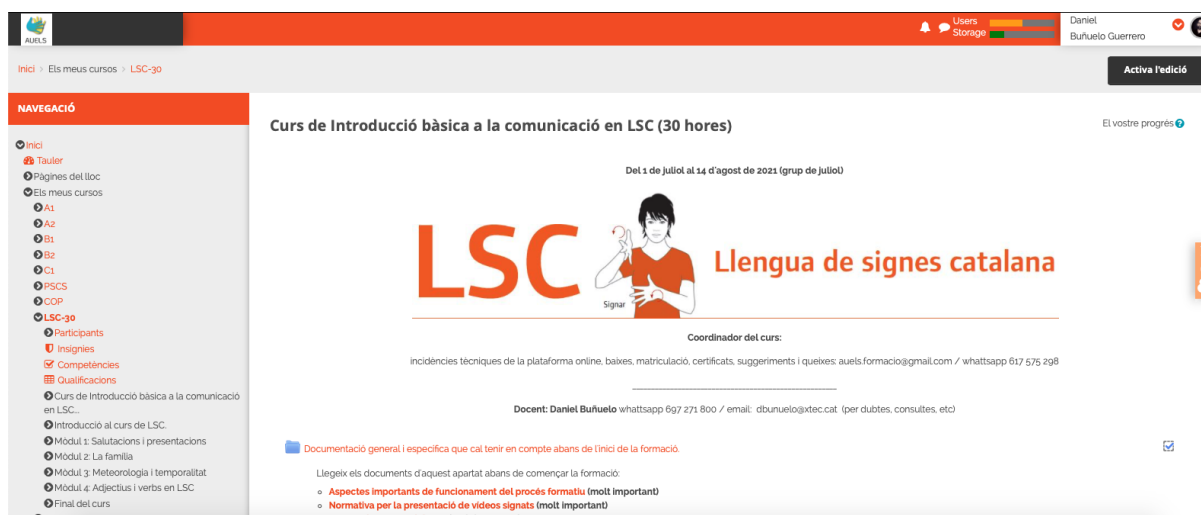 AUELS
Users
Storage
Daniel
Buñuelo Guerrero
Inici > Els meus cursos > LSC-30
Activa l'edició
NAVEGACIÓ
Inici
Tauler
Pàgines del lloc
Els meus cursos
A1
A2
B1
B2
C1
PSCS
COP
LSC-30
Participants
Insígnies
Competències
Qualificacions
Curs de Introducció bàsica a la comunicació
en LSC...
Introducció al curs de LSC.
Mòdul 1: Salutacions i presentacions
Mòdul 2: La família
Mòdul 3: Meteorologia i temporalitat
Mòdul 4: Adjectius i verbs en LSC
Final del curs
Curs de Introducció bàsica a la comunicació en LSC (30 hores)
El vostre progrés
Del 1 de juliol al 14 d'agost de 2021 (grup de juliol)
LSC
Signar
Llengua de signes catalana
Coordinador del curs:
incidències tècniques de la plataforma online, baixes, matriculació, certificats, suggeriments i queixes: auels.formacio@gmail.com / whattsapp 617 575 298
Docent: Daniel Buñuelo whattsapp 697 271 800 / email: dbunuelo@xtec.cat (per dubtes, consultes, etc)
Documentació general i específica que cal tenir en compte abans de l'inici de la formació.
Llegeix els documents d'aquest apartat abans de començar la formació:
Aspectes importants de funcionament del procés formatiu (molt important)
Normativa per la presentació de vídeos signats (molt important)